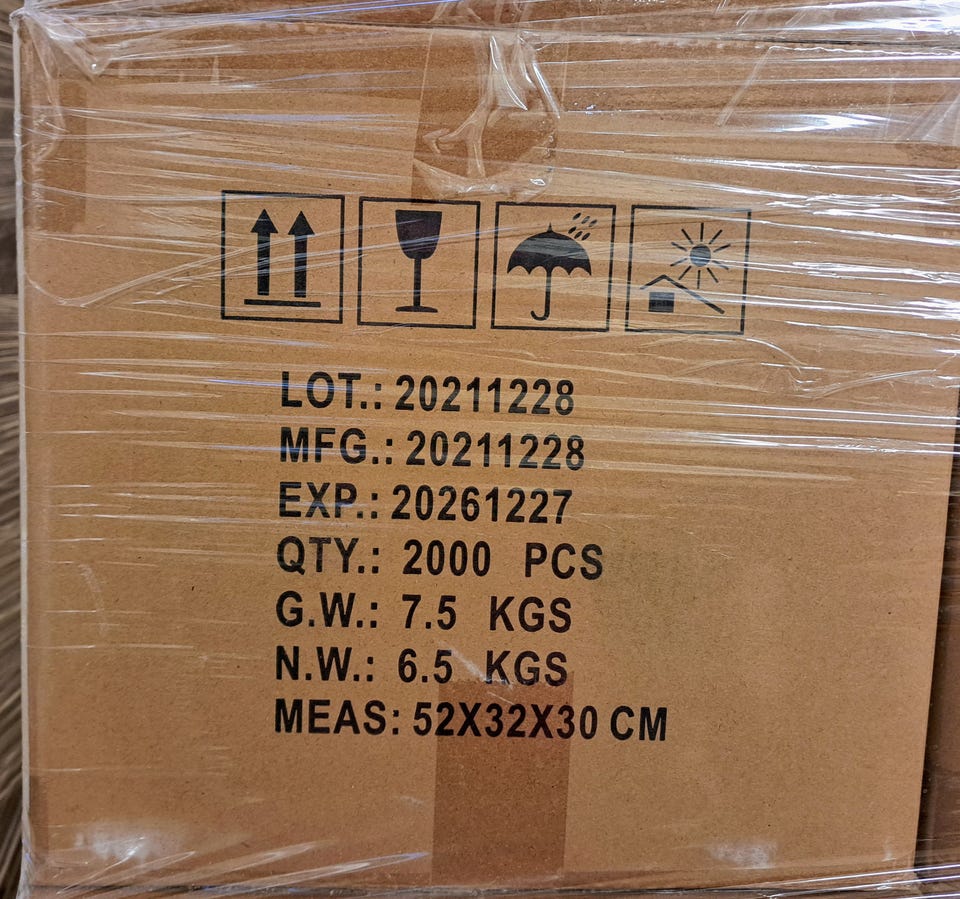 LOT.: 20211228
MFG.: 20211228
EXP.: 20261227
QTY.: 2000 PCS
G.W.: 7.5 KGS
N.W.: 6.5 KGS
MEAS: 52X32X30 CM